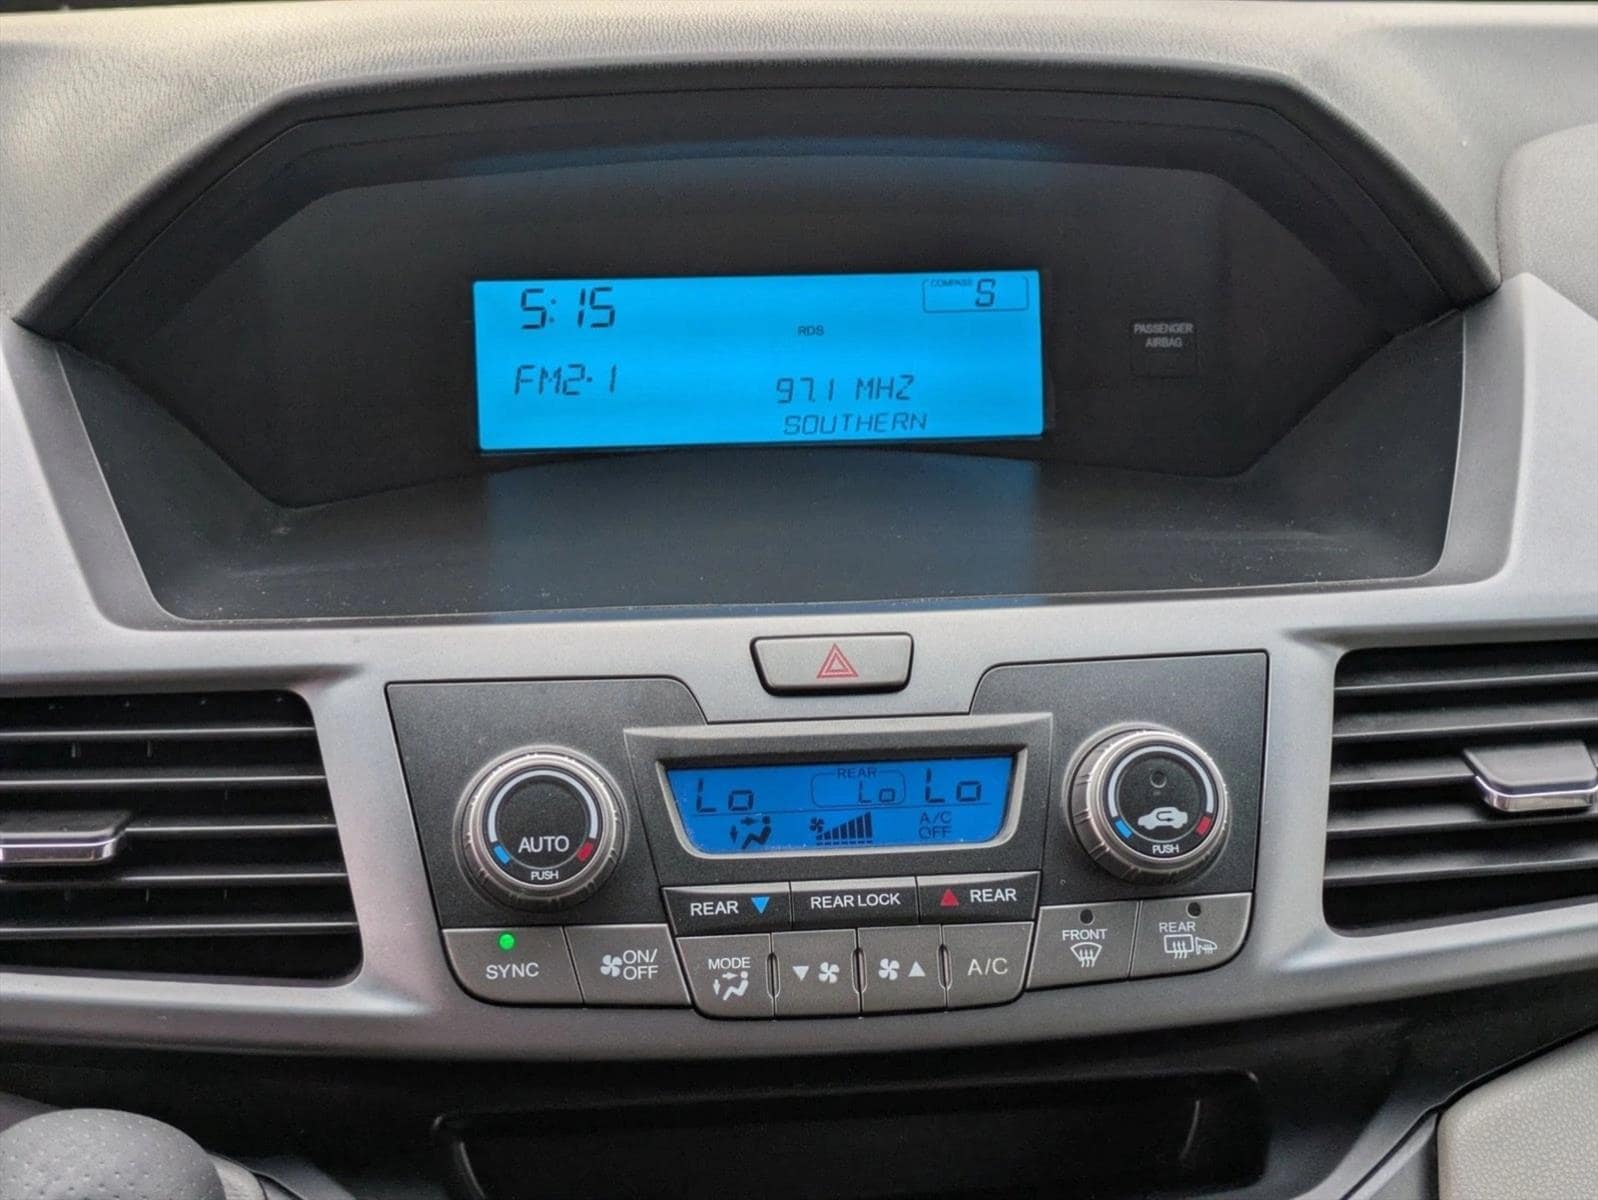 5:15
COMPASS S
RDS
FM2-1
97.1 MHZ
SOUTHERN
PASSENGER
AIRBAG
Lo
REAR
Lo
Lo
A/C
OFF
AUTO
PUSH
PUSH
REAR
REAR LOCK
REAR
SYNC
ON/
OFF
MODE
A/C
FRONT
REAR